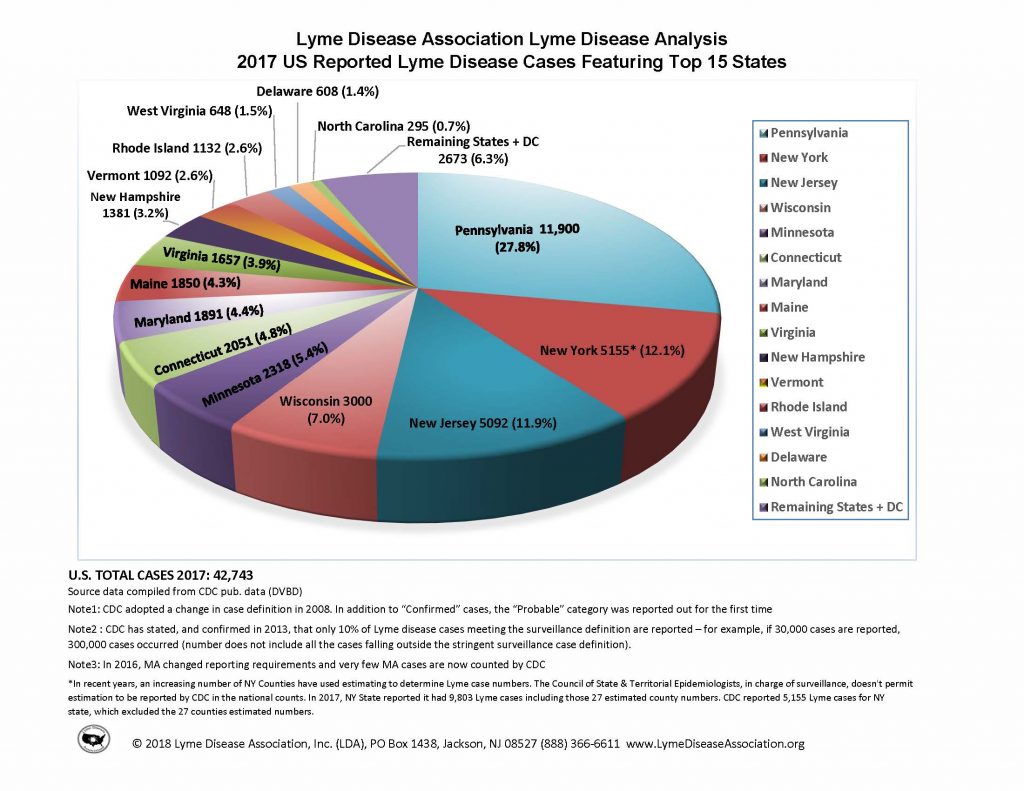 Lyme Disease Association Lyme Disease Analysis
2017 US Reported Lyme Disease Cases Featuring Top 15 States
Delaware 608 (1.4%)
West Virginia 648 (1.5%)
North Carolina 295 (0.7%)
Remaining States + DC
2673 (6.3%)
Rhode Island 1132 (2.6%)
Vermont 1092 (2.6%)
New Hampshire
1381 (3.2%)
Pennsylvania 11,900
(27.8%)
Virginia 1657 (3.9%)
Maine 1850 (4.3%)
Maryland 1891 (4.4%)
Connecticut 2051 (4.8%)
Minnesota 2318 (5.4%)
Wisconsin 3000
(7.0%)
New Jersey 5092 (11.9%)
New York 5155* (12.1%)
Pennsylvania
New York
New Jersey
Wisconsin
Minnesota
Connecticut
Maryland
Maine
Virginia
New Hampshire
Vermont
Rhode Island
West Virginia
Delaware
North Carolina
Remaining States + DC
U.S. TOTAL CASES 2017: 42,743
Source data compiled from CDC pub. data (DVBD)
Note1: CDC adopted a change in case definition in 2008. In addition to “Confirmed” cases, the “Probable” category was reported out for the first time
Note2 : CDC has stated, and confirmed in 2013, that only 10% of Lyme disease cases meeting the surveillance definition are reported – for example, if 30,000 cases are reported,
300,000 cases occurred (number does not include all the cases falling outside the stringent surveillance case definition).
Note3: In 2016, MA changed reporting requirements and very few MA cases are now counted by CDC
*In recent years, an increasing number of NY Counties have used estimating to determine Lyme case numbers. The Council of State & Territorial Epidemiologists, in charge of surveillance, doesn't permit
estimation to be reported by CDC in the national counts. In 2017, NY State reported it had 9,803 Lyme cases including those 27 estimated county numbers. CDC reported 5,155 Lyme cases for NY
state, which excluded the 27 counties estimated numbers.
© 2018 Lyme Disease Association, Inc. (LDA), PO Box 1438, Jackson, NJ 08527 (888) 366-6611 www.LymeDiseaseAssociation.org